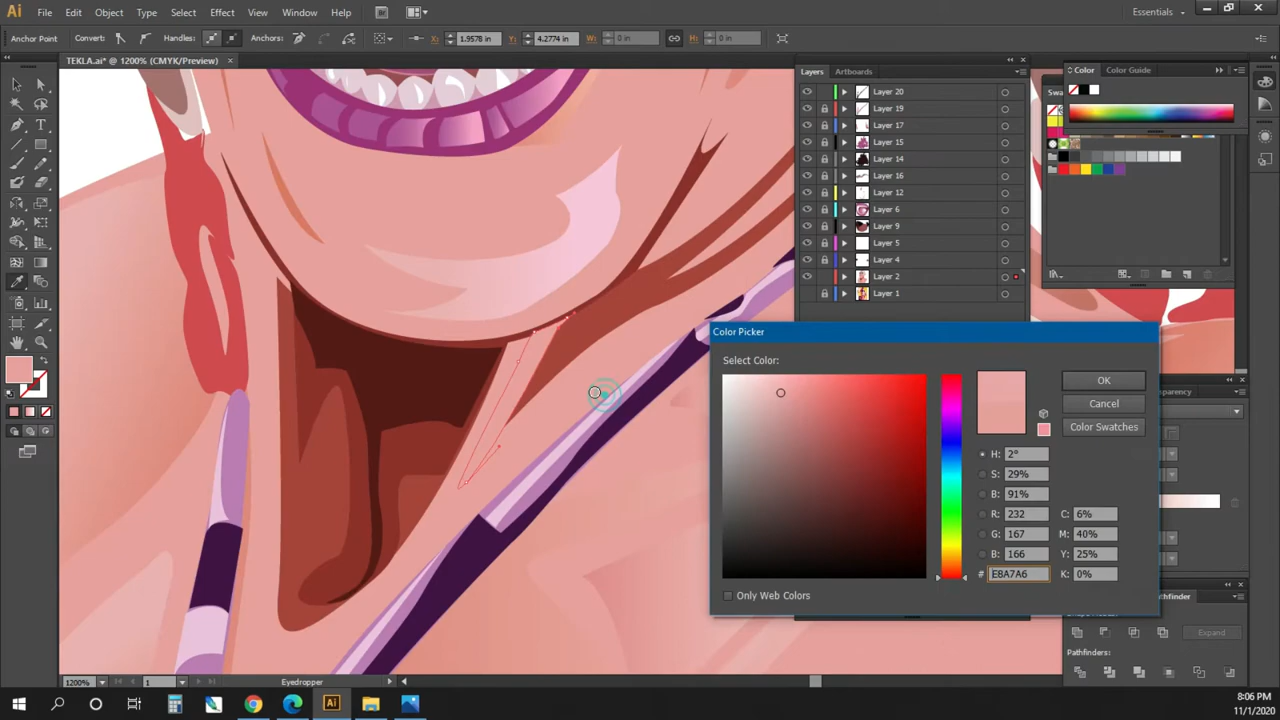 Ai File Edit Object Type Select Effect View Window Help Br Essentials
Anchor Point Convert: Handles: Anchors: X: 1.9578 in Y: 4.2774 in W: 0 in H: 0 in
TEKLA.ai* @ 1200% (CMYK/Preview) ×
Layers Artboards
Layer 20
Layer 19
Layer 17
Layer 15
Layer 14
Layer 16
Layer 12
Layer 6
Layer 9
Layer 5
Layer 4
Layer 2
Layer 1
Color Color Guide
Swa
Color Picker
Select Color:
OK
Cancel
Color Swatches
H: 2°
S: 29%
B: 91%
R: 232 C: 6%
G: 167 M: 40%
B: 166 Y: 25%
# E8A7A6 K: 0%
Only Web Colors
parency
thfinder
Expand
Pathfinders:
1200% 1 Eyedropper
Ai
8:06 PM
11/1/2020